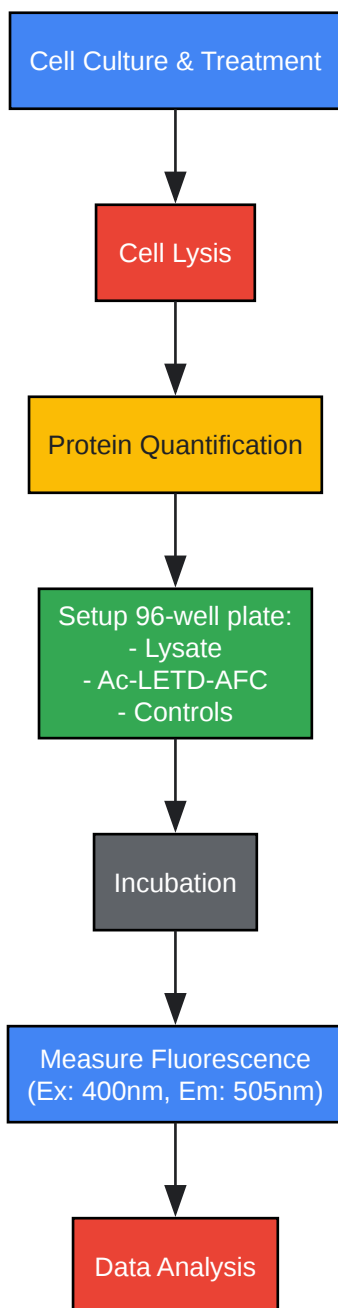 Cell Culture & Treatment
Cell Lysis
Protein Quantification
Setup 96-well plate:
- Lysate
- Ac-LETD-AFC
- Controls
Incubation
Measure Fluorescence
(Ex: 400nm, Em: 505nm)
Data Analysis